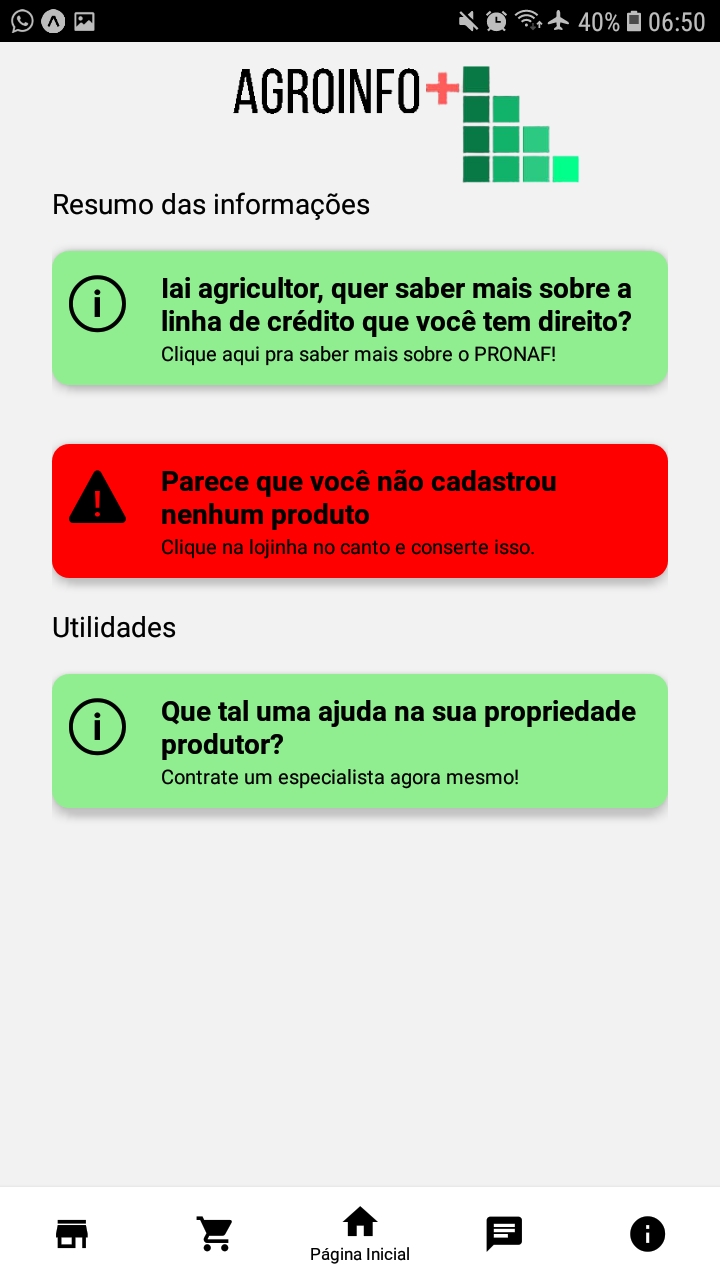 40% 06:50
AGROINFO+
Resumo das informações
Iai agricultor, quer saber mais sobre a
linha de crédito que você tem direito?
Clique aqui pra saber mais sobre o PRONAF!
Parece que você não cadastrou
nenhum produto
Clique na lojinha no canto e conserte isso.
Utilidades
Que tal uma ajuda na sua propriedade
produtor?
Contrate um especialista agora mesmo!
Página Inicial